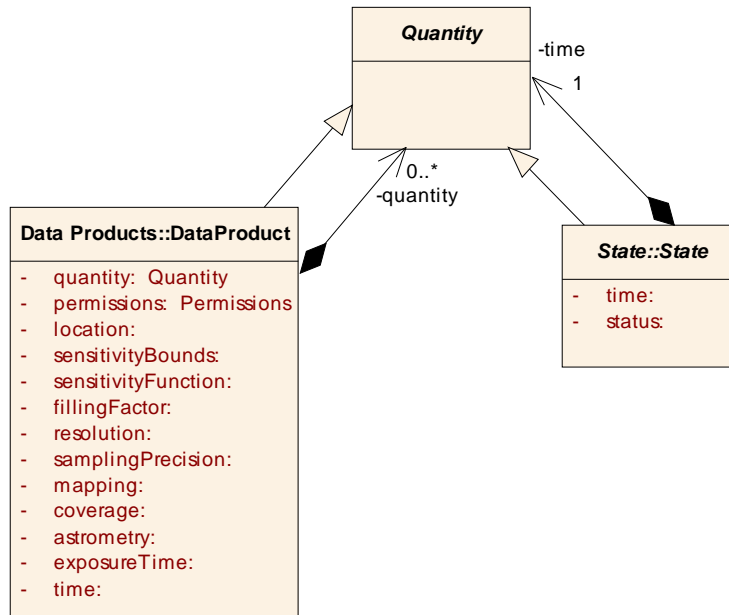 Quantity
-time
1
0..*
-quantity
Data Products::DataProduct
- quantity: Quantity
- permissions: Permissions
- location:
- sensitivityBounds:
- sensitivityFunction:
- fillingFactor:
- resolution:
- samplingPrecision:
- mapping:
- coverage:
- astrometry:
- exposureTime:
- time:
State::State
- time:
- status: